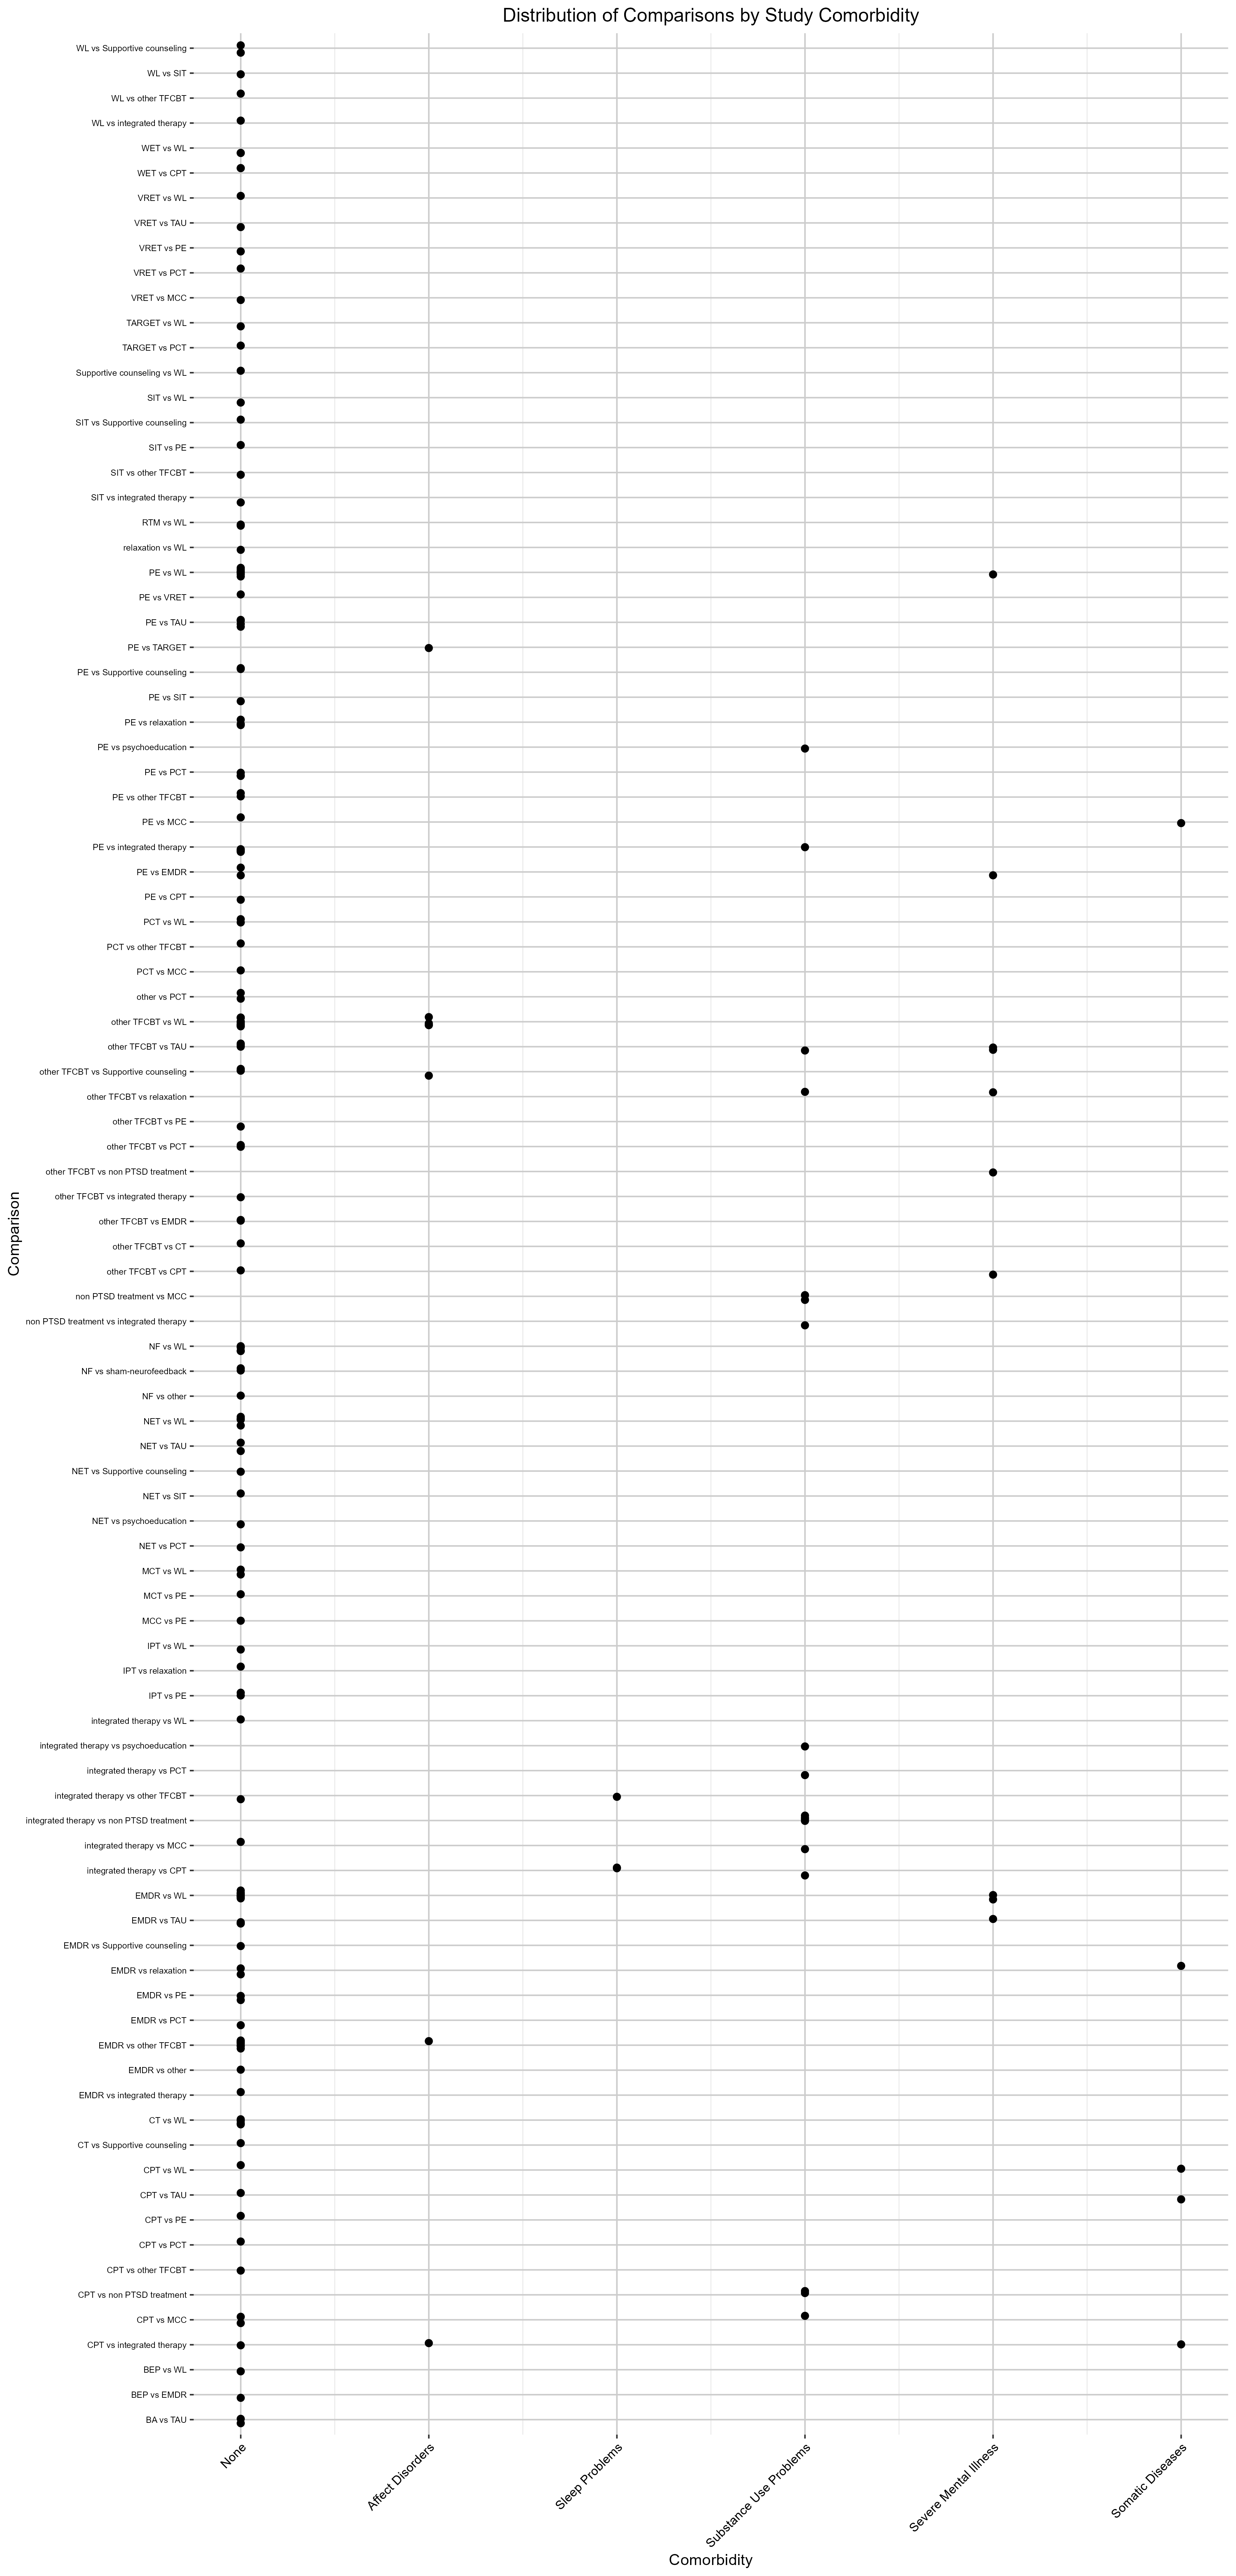 Distribution of Comparisons by Study Comorbidity
WL vs Supportive counseling
WL vs SIT
WL vs other TFCBT
WL vs integrated therapy
WET vs WL
WET vs CPT
VRET vs WL
VRET vs TAU
VRET vs PE
VRET vs PCT
VRET vs MCC
TARGET vs WL
TARGET vs PCT
Supportive counseling vs WL
SIT vs WL
SIT vs Supportive counseling
SIT vs PE
SIT vs other TFCBT
SIT vs integrated therapy
RTM vs WL
relaxation vs WL
PE vs WL
PE vs VRET
PE vs TAU
PE vs TARGET
PE vs Supportive counseling
PE vs SIT
PE vs relaxation
PE vs psychoeducation
PE vs PCT
PE vs other TFCBT
PE vs MCC
PE vs integrated therapy
PE vs EMDR
PE vs CPT
PCT vs WL
PCT vs other TFCBT
PCT vs MCC
other vs PCT
other TFCBT vs WL
other TFCBT vs TAU
other TFCBT vs Supportive counseling
other TFCBT vs relaxation
other TFCBT vs PE
other TFCBT vs PCT
other TFCBT vs non PTSD treatment
other TFCBT vs integrated therapy
other TFCBT vs EMDR
other TFCBT vs CT
other TFCBT vs CPT
non PTSD treatment vs MCC
non PTSD treatment vs integrated therapy
NF vs WL
NF vs sham-neurofeedback
NF vs other
NET vs WL
NET vs TAU
NET vs Supportive counseling
NET vs SIT
NET vs psychoeducation
NET vs PCT
MCT vs WL
MCT vs PE
MCC vs PE
IPT vs WL
IPT vs relaxation
IPT vs PE
integrated therapy vs WL
integrated therapy vs psychoeducation
integrated therapy vs PCT
integrated therapy vs other TFCBT
integrated therapy vs non PTSD treatment
integrated therapy vs MCC
integrated therapy vs CPT
EMDR vs WL
EMDR vs TAU
EMDR vs Supportive counseling
EMDR vs relaxation
EMDR vs PE
EMDR vs PCT
EMDR vs other TFCBT
EMDR vs other
EMDR vs integrated therapy
CT vs WL
CT vs Supportive counseling
CPT vs WL
CPT vs TAU
CPT vs PE
CPT vs PCT
CPT vs other TFCBT
CPT vs non PTSD treatment
CPT vs MCC
CPT vs integrated therapy
BEP vs WL
BEP vs EMDR
BA vs TAU
Comparison
None
Affect Disorders
Sleep Problems
Substance Use Problems
Severe Mental Illness
Somatic Diseases
Comorbidity